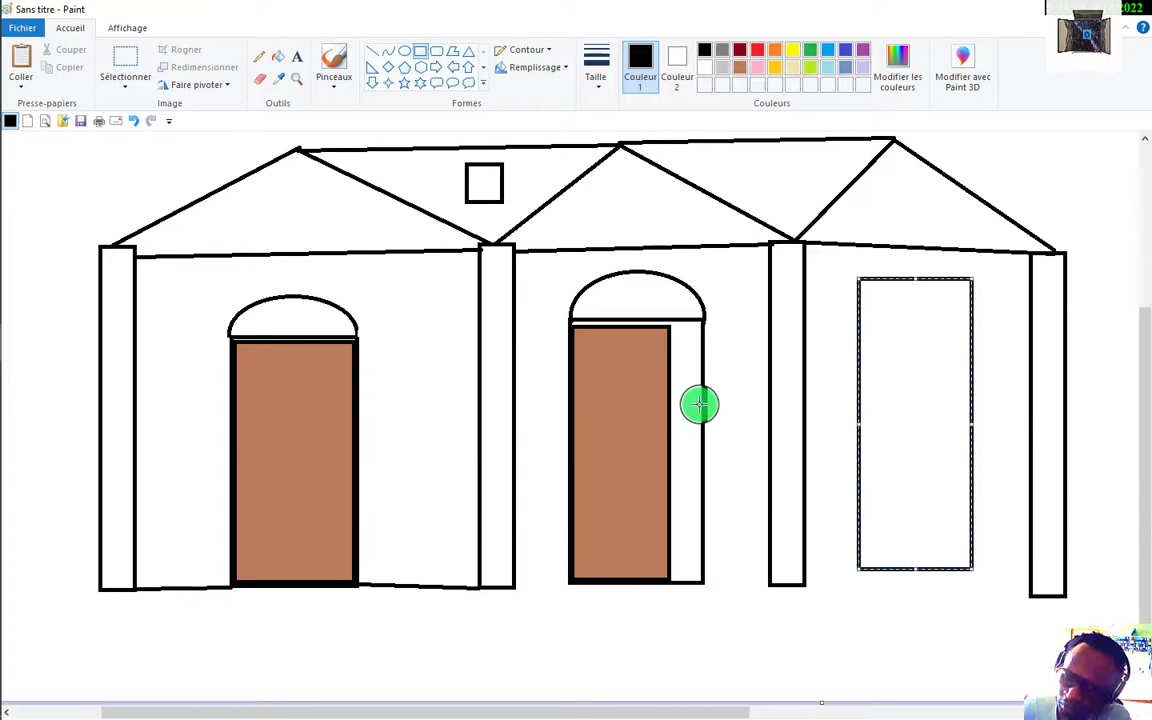 Sans titre - Paint
2022
Fichier
Accueil
Affichage
Coller
Couper
Copier
Presse-papiers
Sélectionner
Rogner
Redimensionner
Faire pivoter
Image
A
Outils
Pinceaux
Contour
Remplissage
Formes
Taille
Couleur
1
Couleur
2
Couleurs
Modifier les
couleurs
Modifier avec
Paint 3D